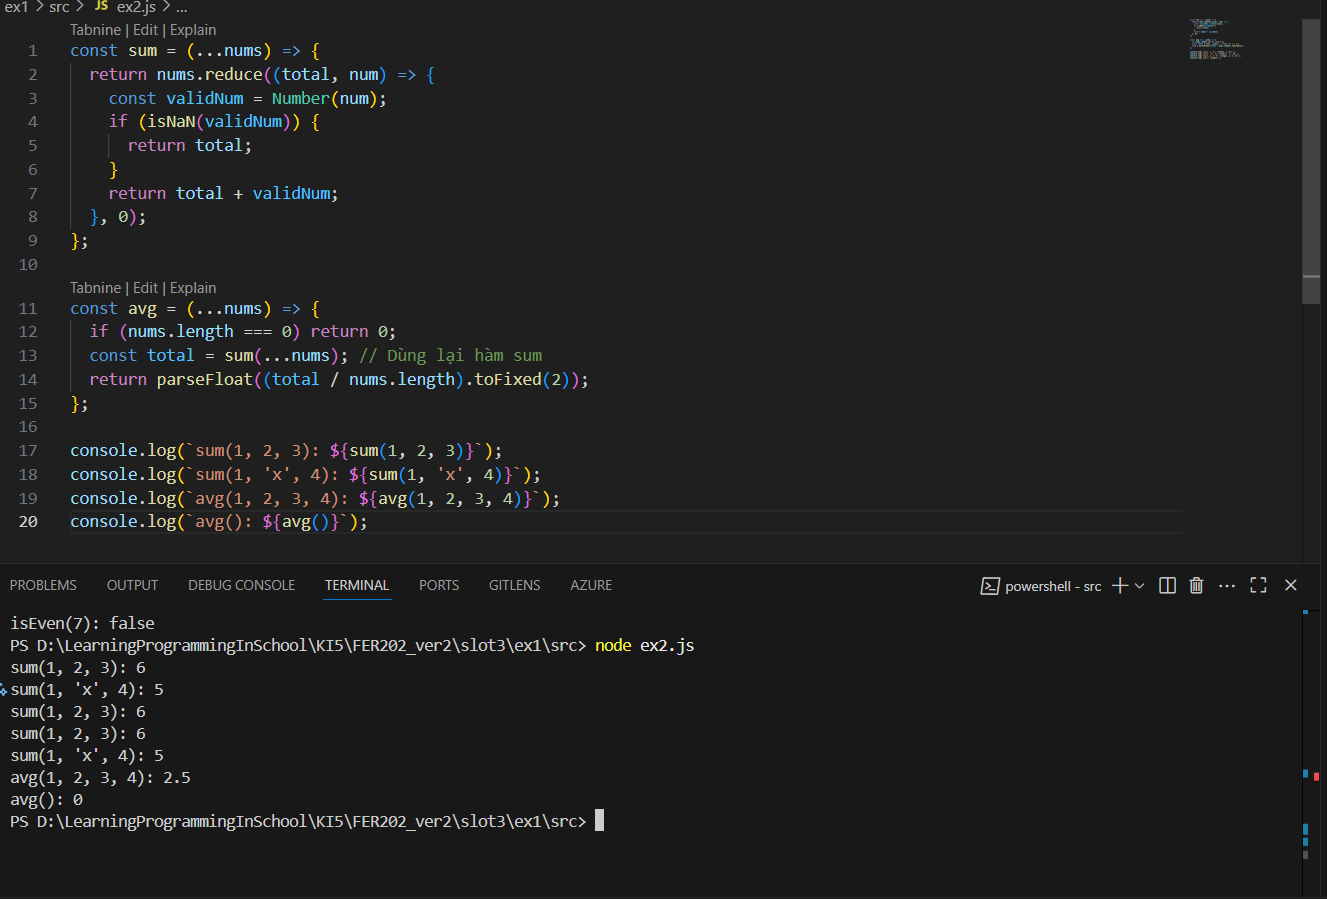 ex1 > src > JS ex2.js > ...
Tabnine | Edit | Explain
1 const sum = (...nums) => {
2 return nums.reduce((total, num) => {
3 const validNum = Number(num);
4 if (isNaN(validNum)) {
5 return total;
6 }
7 return total + validNum;
8 }, 0);
9 };
10
Tabnine | Edit | Explain
11 const avg = (...nums) => {
12 if (nums.length === 0) return 0;
13 const total = sum(...nums); // Dùng lại hàm sum
14 return parseFloat((total / nums.length).toFixed(2));
15 };
16
17 console.log(`sum(1, 2, 3): ${sum(1, 2, 3)}`);
18 console.log(`sum(1, 'x', 4): ${sum(1, 'x', 4)}`);
19 console.log(`avg(1, 2, 3, 4): ${avg(1, 2, 3, 4)}`);
20 console.log(`avg(): ${avg()}`);
PROBLEMS OUTPUT DEBUG CONSOLE TERMINAL PORTS GITLENS AZURE powershell - src
isEven(7): false
PS D:\LearningProgrammingInSchool\KI5\FER202_ver2\slot3\ex1\src> node ex2.js
sum(1, 2, 3): 6
sum(1, 'x', 4): 5
sum(1, 2, 3): 6
sum(1, 2, 3): 6
sum(1, 'x', 4): 5
avg(1, 2, 3, 4): 2.5
avg(): 0
PS D:\LearningProgrammingInSchool\KI5\FER202_ver2\slot3\ex1\src>